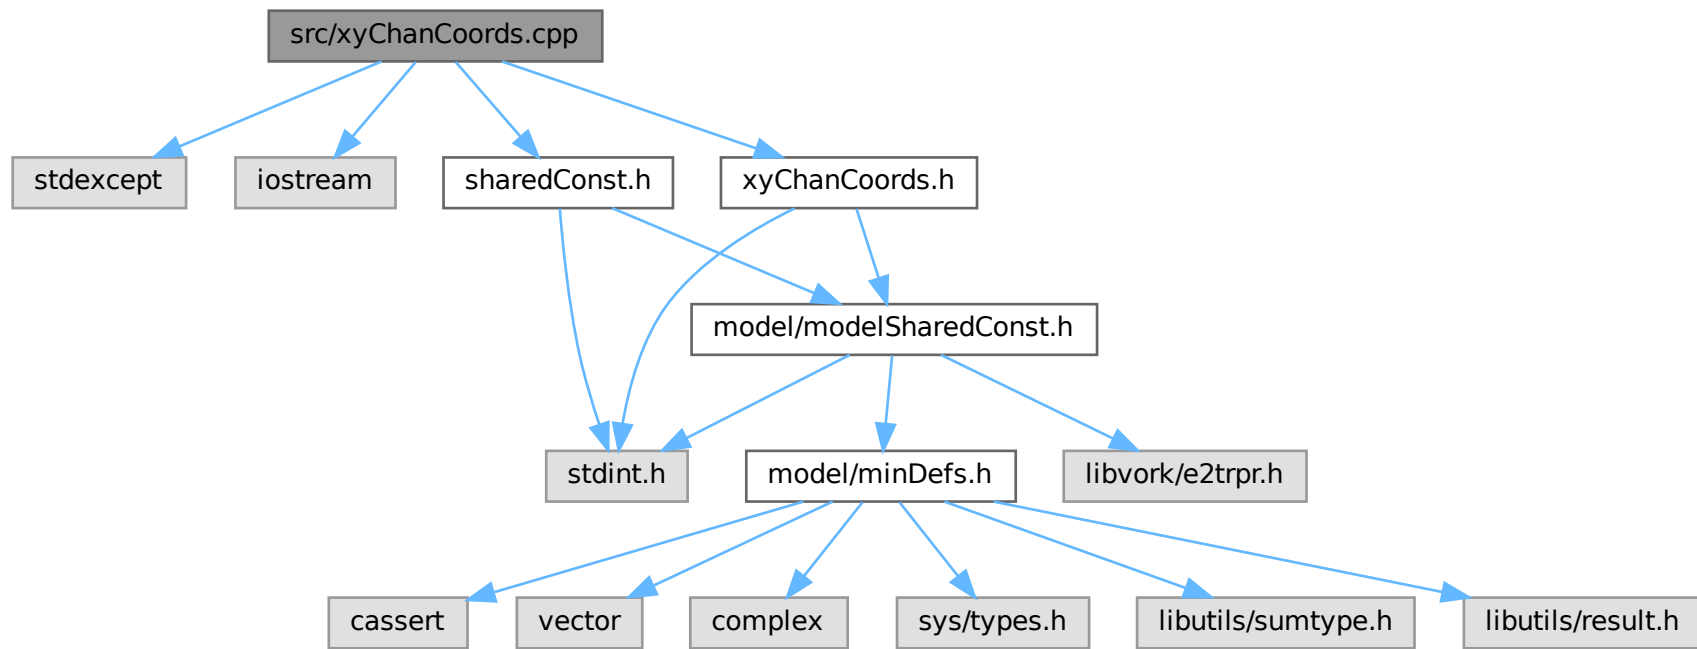 src/xyChanCoords.cpp
stdexcept
iostream
sharedConst.h
xyChanCoords.h
model/modelSharedConst.h
stdint.h
model/minDefs.h
libvork/e2trpr.h
cassert
vector
complex
sys/types.h
libutils/sumtype.h
libutils/result.h